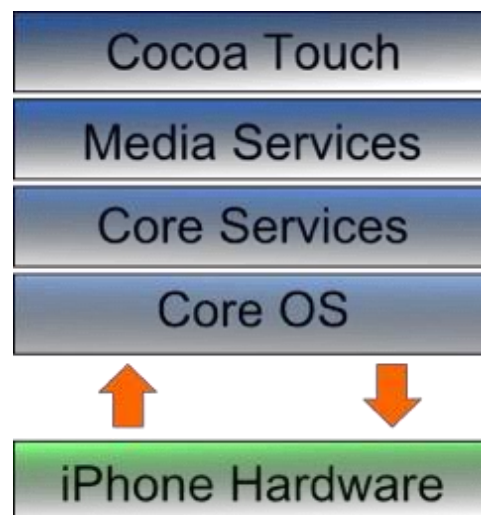 Cocoa Touch
Media Services
Core Services
Core OS
iPhone Hardware